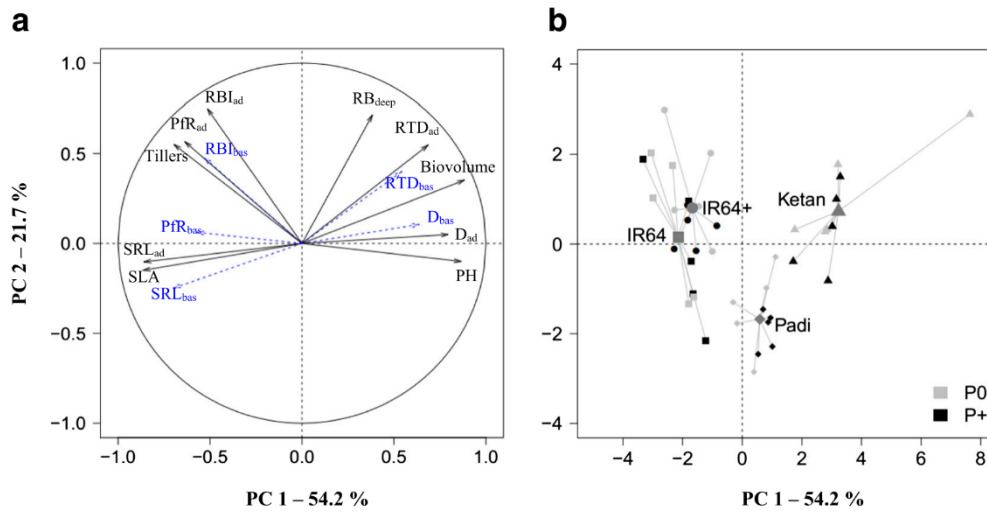 a
b
PC 2 – 21.7 %
1.0
0.5
0.0
−0.5
−1.0
RBIad
PfRad
RBIbas
Tillers
PfRbas
SRLad
SLA
SRLbas
RBdeep
RTDad
Biovolume
RTDbas
Dbas
Dad
PH
−1.0
−0.5
0.0
0.5
1.0
PC 1 – 54.2 %
4
2
0
−2
−4
IR64+
IR64
Ketan
Padi
P0
P+
−4
−2
0
2
4
6
8
PC 1 – 54.2 %